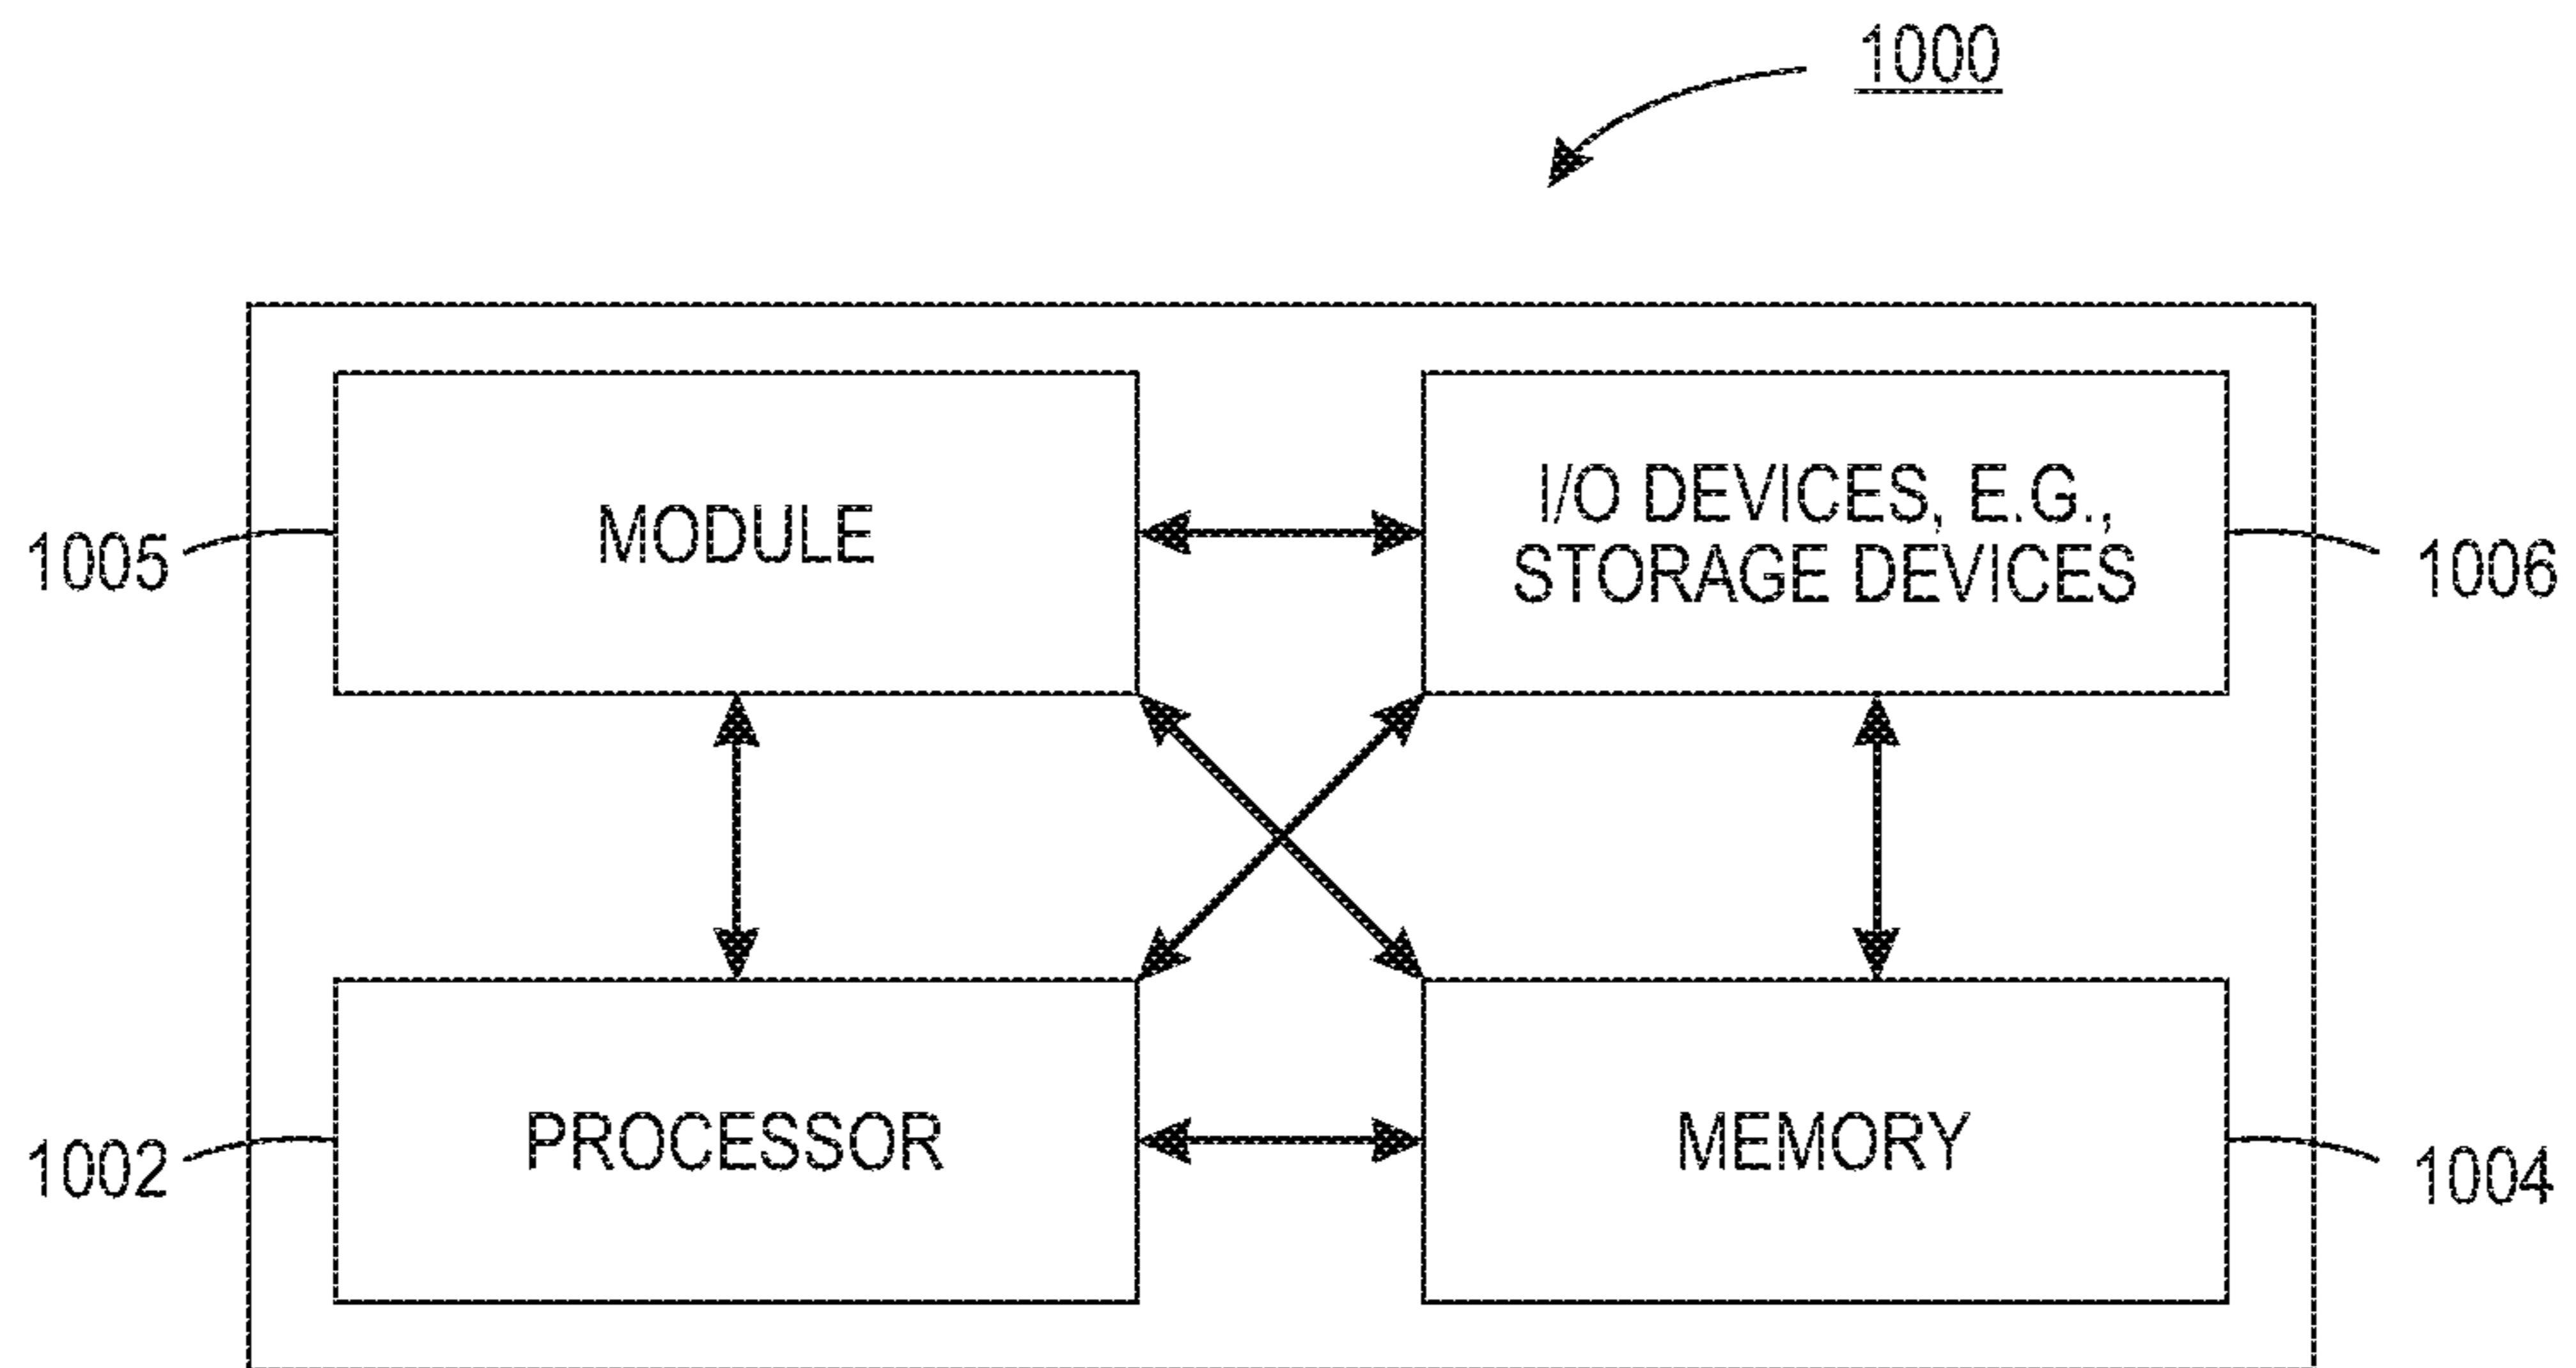 1000
MODULE
I/O DEVICES, E.G.,
STORAGE DEVICES
1005
1006
PROCESSOR
MEMORY
1002
1004